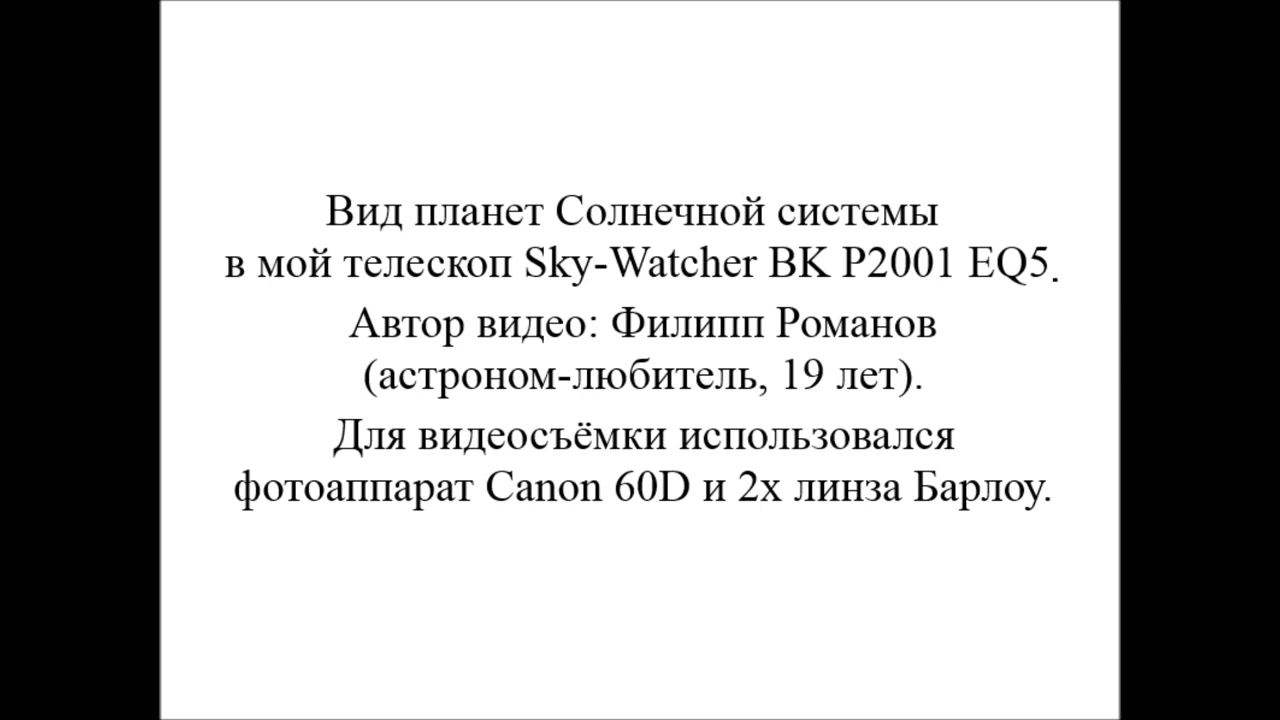 Вид планет Солнечной системы
в мой телескоп Sky-Watcher BK P2001 EQ5.
Автор видео: Филипп Романов
(астроном-любитель, 19 лет).
Для видеосъёмки использовался
фотоаппарат Canon 60D и 2x линза Барлоу.